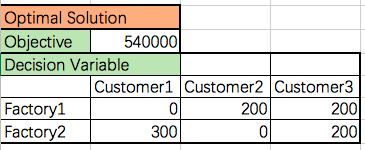 Optimal Solution
Objective 540000
Decision Variable
Customer1 Customer2 Customer3
Factory1 0 200 200
Factory2 300 0 200